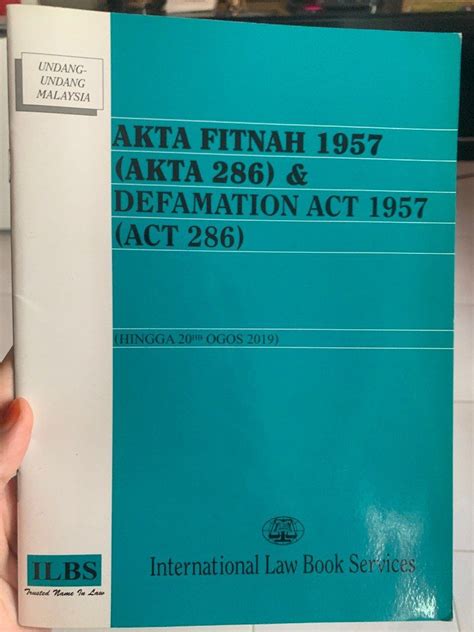 UNDANG-
UNDANG
MALAYSIA
AKTA FITNAH 1957
(AKTA 286) &
DEFAMATION ACT 1957
(ACT 286)
(HINGGA 20HB OGOS 2019)
International Law Book Services
ILBS
Trusted Name In Law